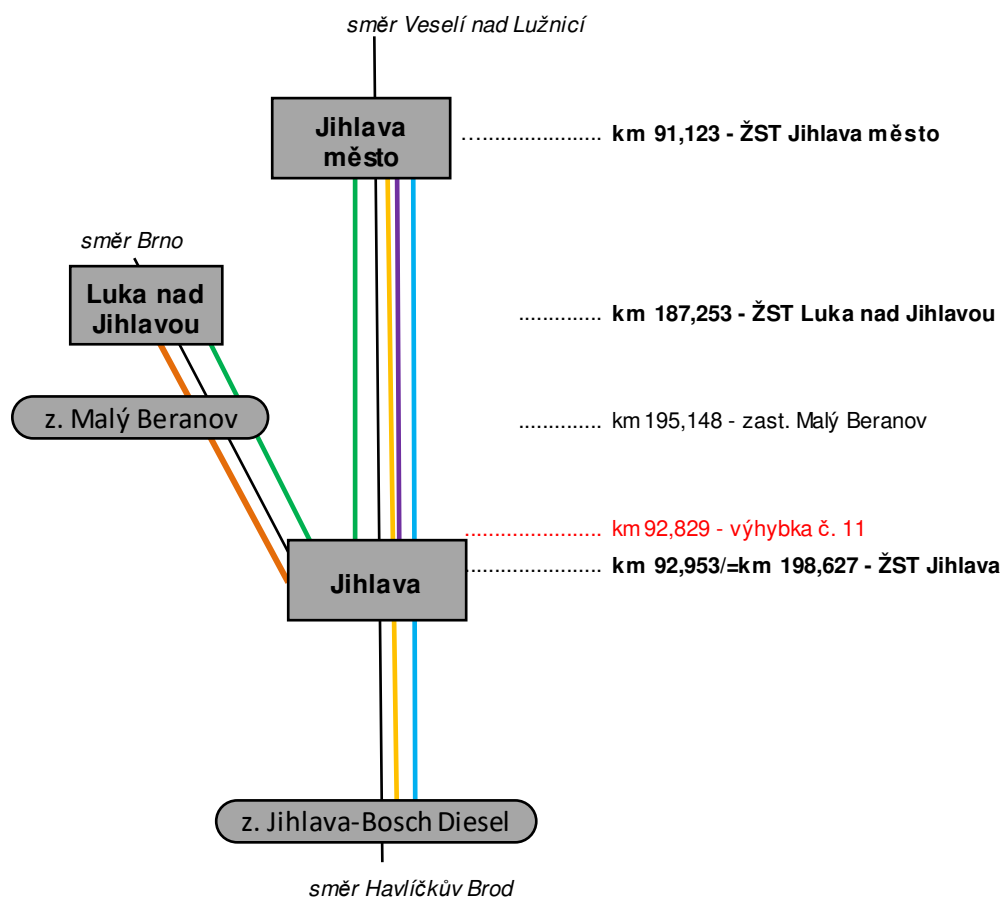 směr Veselí nad Lužnicí
Jihlava
město
….................... km 91,123 - ŽST Jihlava město
směr Brno
Luka nad
Jihlavou
.............. km 187,253 - ŽST Luka nad Jihlavou
z. Malý Beranov
.............. km 195,148 - zast. Malý Beranov
....................... km 92,829 - výhybka č. 11
Jihlava
....................... km 92,953/=km 198,627 - ŽST Jihlava
z. Jihlava-Bosch Diesel
směr Havlíčkův Brod